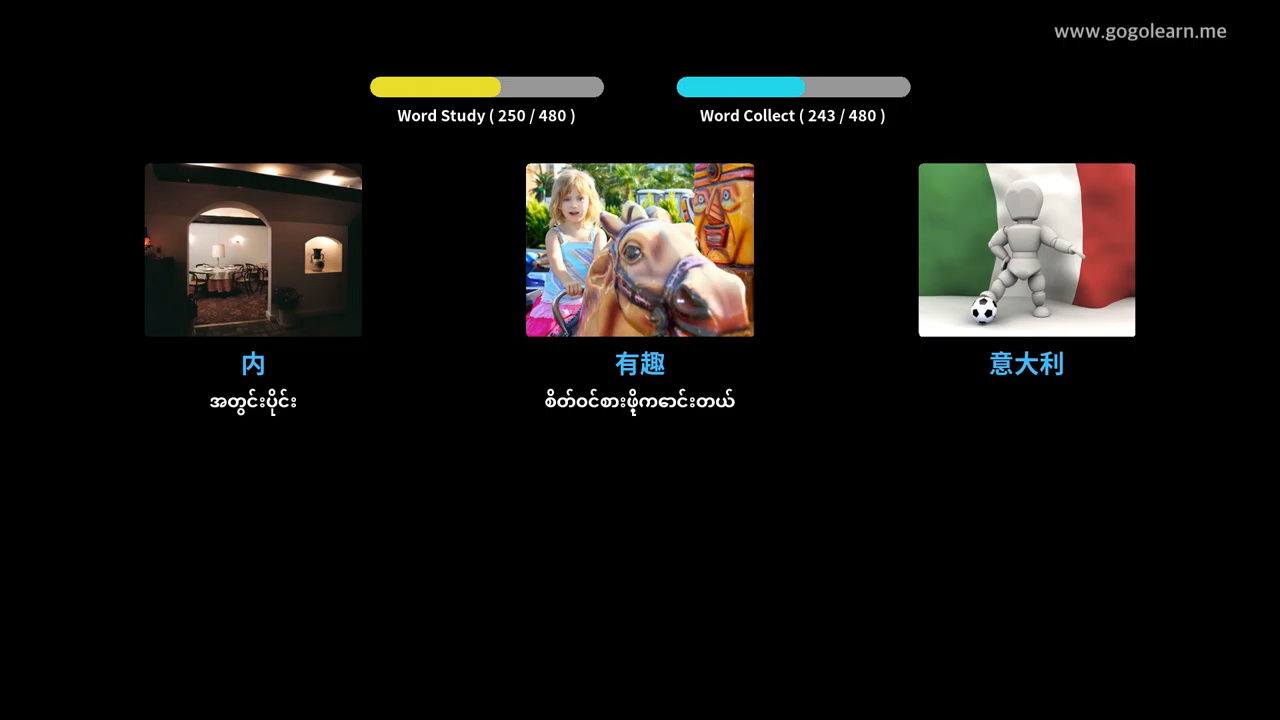 www.gogolearn.me
Word Study ( 250 / 480 )
Word Collect ( 243 / 480 )
内
အတွင်းပိုင်း
有趣
စိတ်ဝင်စားဖို့ကောင်းတယ်
意大利